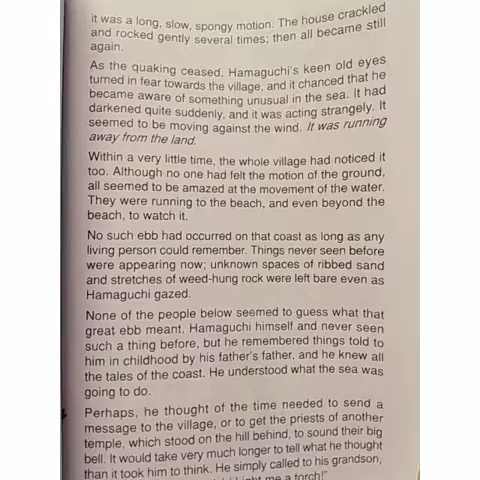 It was a long, slow, spongy motion. The house crackled
and rocked gently several times; then all became still
again.
As the quaking ceased, Hamaguchi's keen old eyes
turned in fear towards the village, and it chanced that he
became aware of something unusual in the sea. It had
darkened quite suddenly, and it was acting strangely. It
seemed to be moving against the wind. It was running
away from the land.
Within a very little time, the whole village had noticed it
too. Although no one had felt the motion of the ground,
all seemed to be amazed at the movement of the water.
They were running to the beach, and even beyond the
beach, to watch it.
No such ebb had occurred on that coast as long as any
living person could remember. Things never seen before
were appearing now; unknown spaces of ribbed sand
and stretches of weed-hung rock were left bare even as
Hamaguchi gazed.
None of the people below seemed to guess what that
great ebb meant. Hamaguchi himself and never seen
such a thing before, but he remembered things told to
him in childhood by his father's father, and he knew all
the tales of the coast. He understood what the sea was
going to do.
Perhaps, he thought of the time needed to send a
message to the village, or to get the priests of another
temple, which stood on the hill behind, to sound their big
bell. It would take very much longer to tell what he thought
than it took him to think. He simply called to his grandson,
me a torch!"